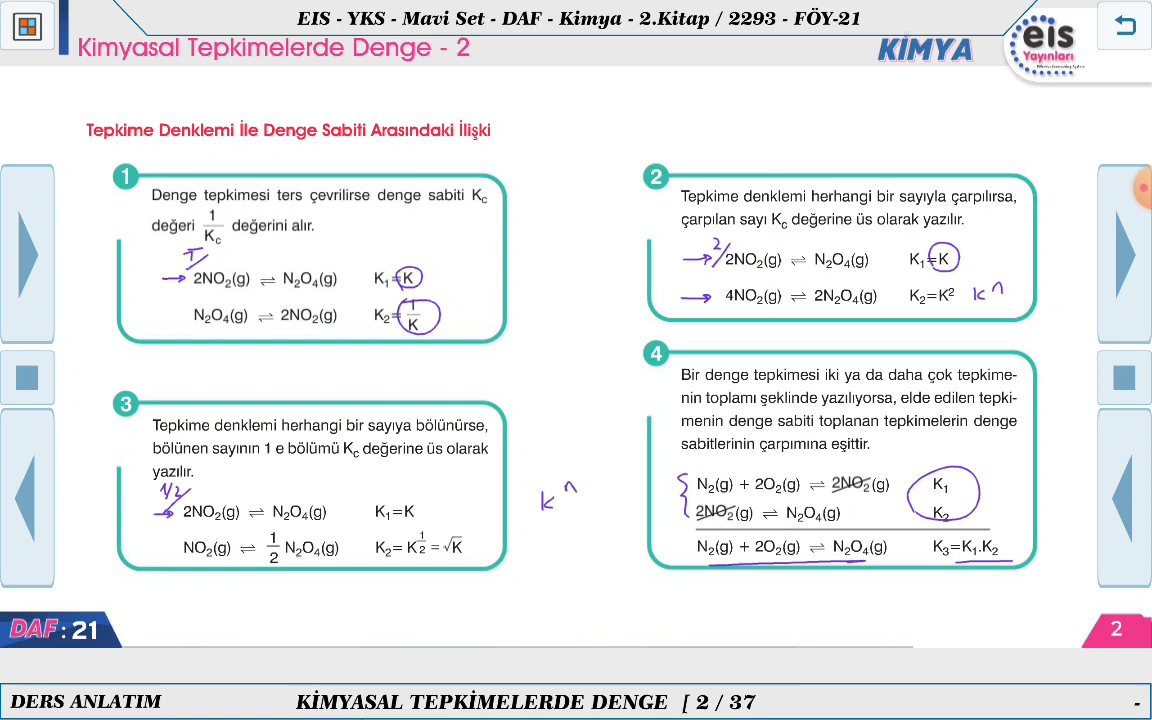 EIS - YKS - Mavi Set - DAF - Kimya - 2.Kitap / 2293 - FÖY-21
Kimyasal Tepkimelerde Denge - 2
KİMYA
eis
Yayınları
Tepkime Denklemi İle Denge Sabiti Arasındaki İlişki
1
Denge tepkimesi ters çevrilirse denge sabiti Kc
değeri 1/Kc değerini alır.
T/
→ 2NO₂(g) ⇌ N₂O₄(g) K₁=K
N₂O₄(g) ⇌ 2NO₂(g) K₂=1/K
2
Tepkime denklemi herhangi bir sayıyla çarpılırsa,
çarpılan sayı Kc değerine üs olarak yazılır.
→ 2/ 2NO₂(g) ⇌ N₂O₄(g) K₁=K
→ 4NO₂(g) ⇌ 2N₂O₄(g) K₂=K² Kⁿ
3
Tepkime denklemi herhangi bir sayıya bölünürse,
bölünen sayının 1 e bölümü Kc değerine üs olarak
yazılır.
1/2/
→ 2NO₂(g) ⇌ N₂O₄(g) K₁=K
NO₂(g) ⇌ 1/2 N₂O₄(g) K₂= K^1/2 = √K
Kⁿ
4
Bir denge tepkimesi iki ya da daha çok tepkime-
nin toplamı şeklinde yazılıyorsa, elde edilen tepki-
menin denge sabiti toplanan tepkimelerin denge
sabitlerinin çarpımına eşittir.
N₂(g) + 2O₂(g) ⇌ 2NO₂(g) K₁
2NO₂(g) ⇌ N₂O₄(g) K₂
N₂(g) + 2O₂(g) ⇌ N₂O₄(g) K₃=K₁.K₂
DAF : 21
2
DERS ANLATIM KİMYASAL TEPKİMELERDE DENGE [ 2 / 37 -